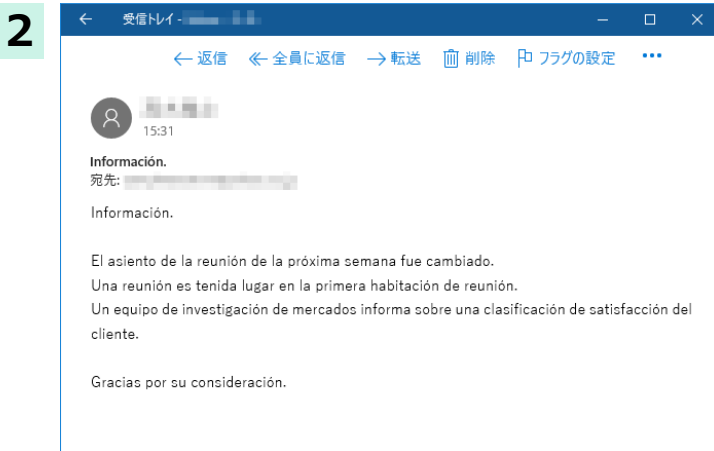 2
受信トレイ -
返信 全員に返信 転送 削除 フラグの設定
15:31
Información.
宛先:
Información.
El asiento de la reunión de la próxima semana fue cambiado.
Una reunión es tenida lugar en la primera habitación de reunión.
Un equipo de investigación de mercados informa sobre una clasificación de satisfacción del
cliente.
Gracias por su consideración.